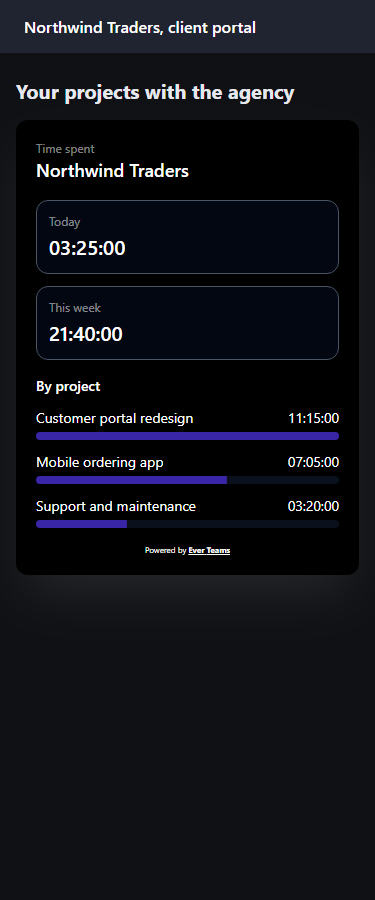 Northwind Traders, client portal
Your projects with the agency
Time spent
Northwind Traders
Today
03:25:00
This week
21:40:00
By project
Customer portal redesign 11:15:00
Mobile ordering app 07:05:00
Support and maintenance 03:20:00
Powered by Ever Teams